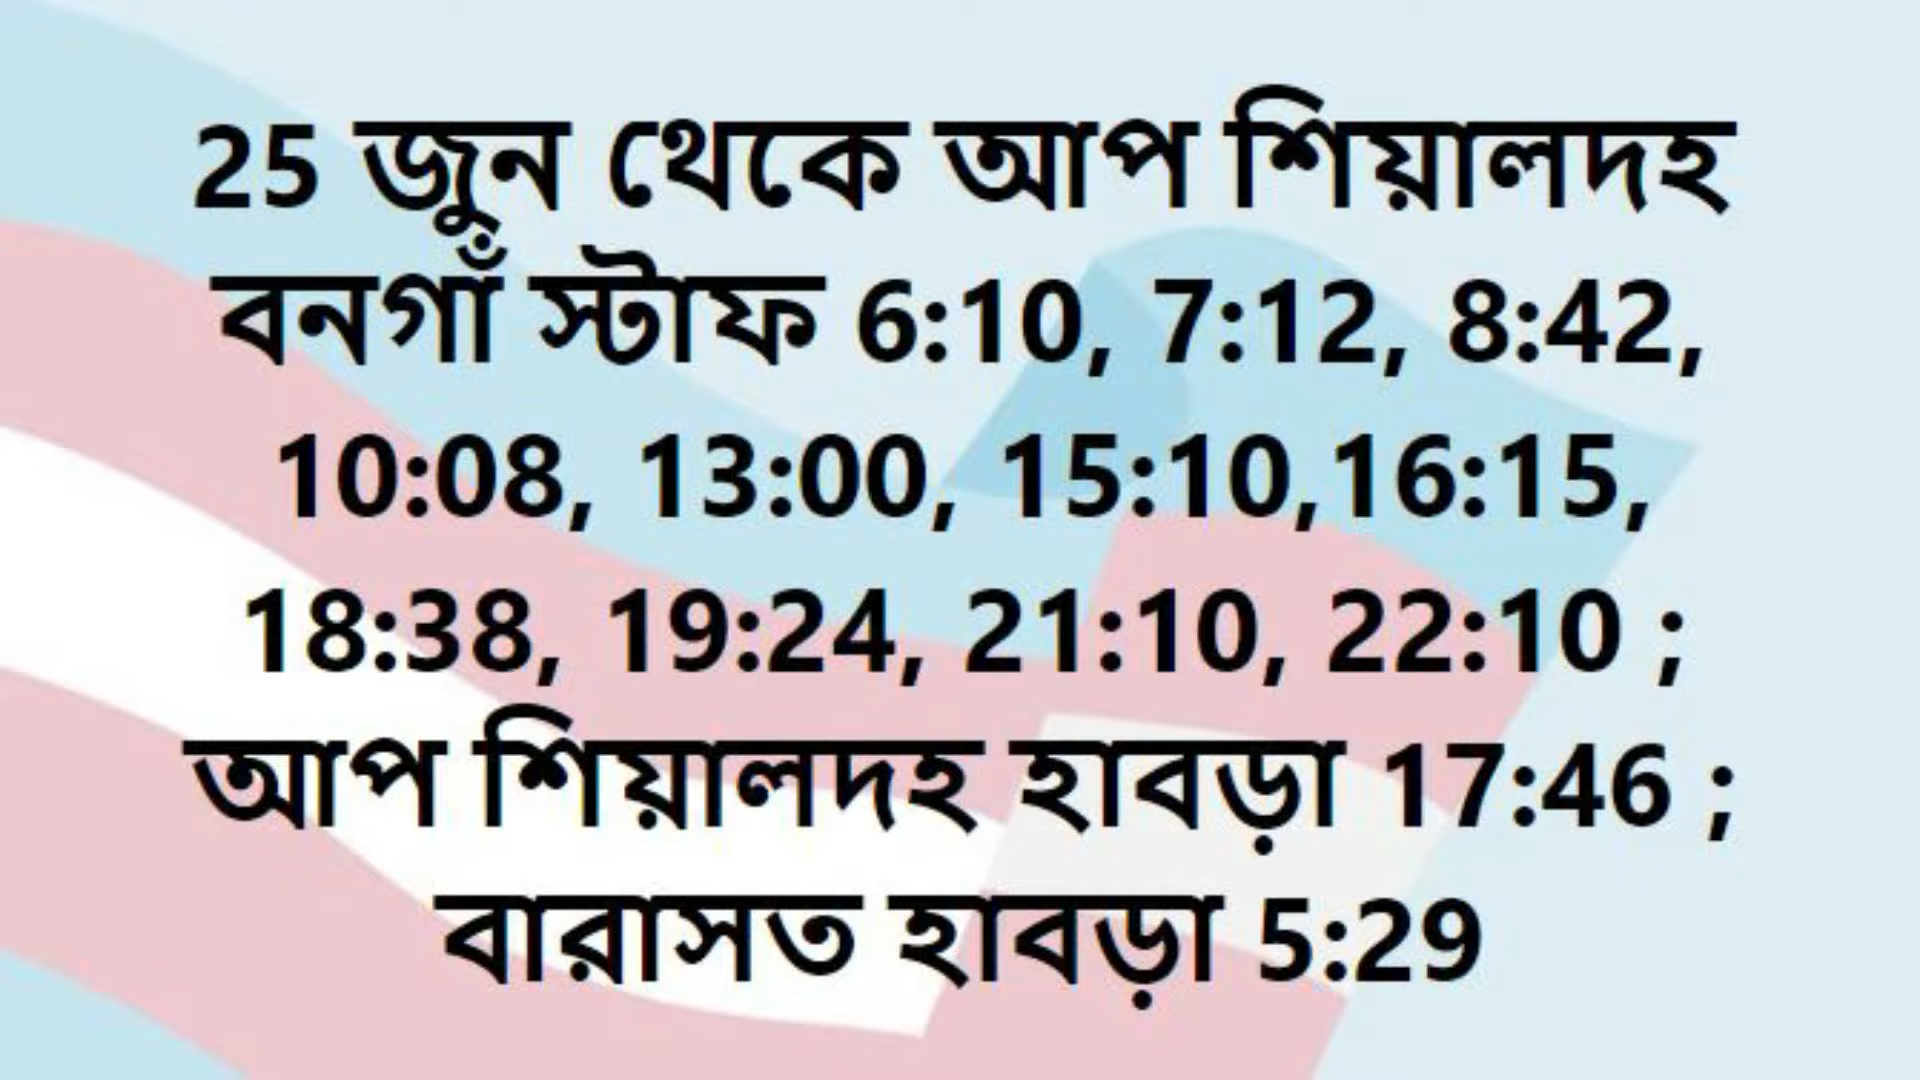 25 জুন থেকে আপ শিয়ালদহ
বনগাঁ স্টাফ 6:10, 7:12, 8:42,
10:08, 13:00, 15:10,16:15,
18:38, 19:24, 21:10, 22:10 ;
আপ শিয়ালদহ হাবড়া 17:46 ;
বারাসত হাবড়া 5:29